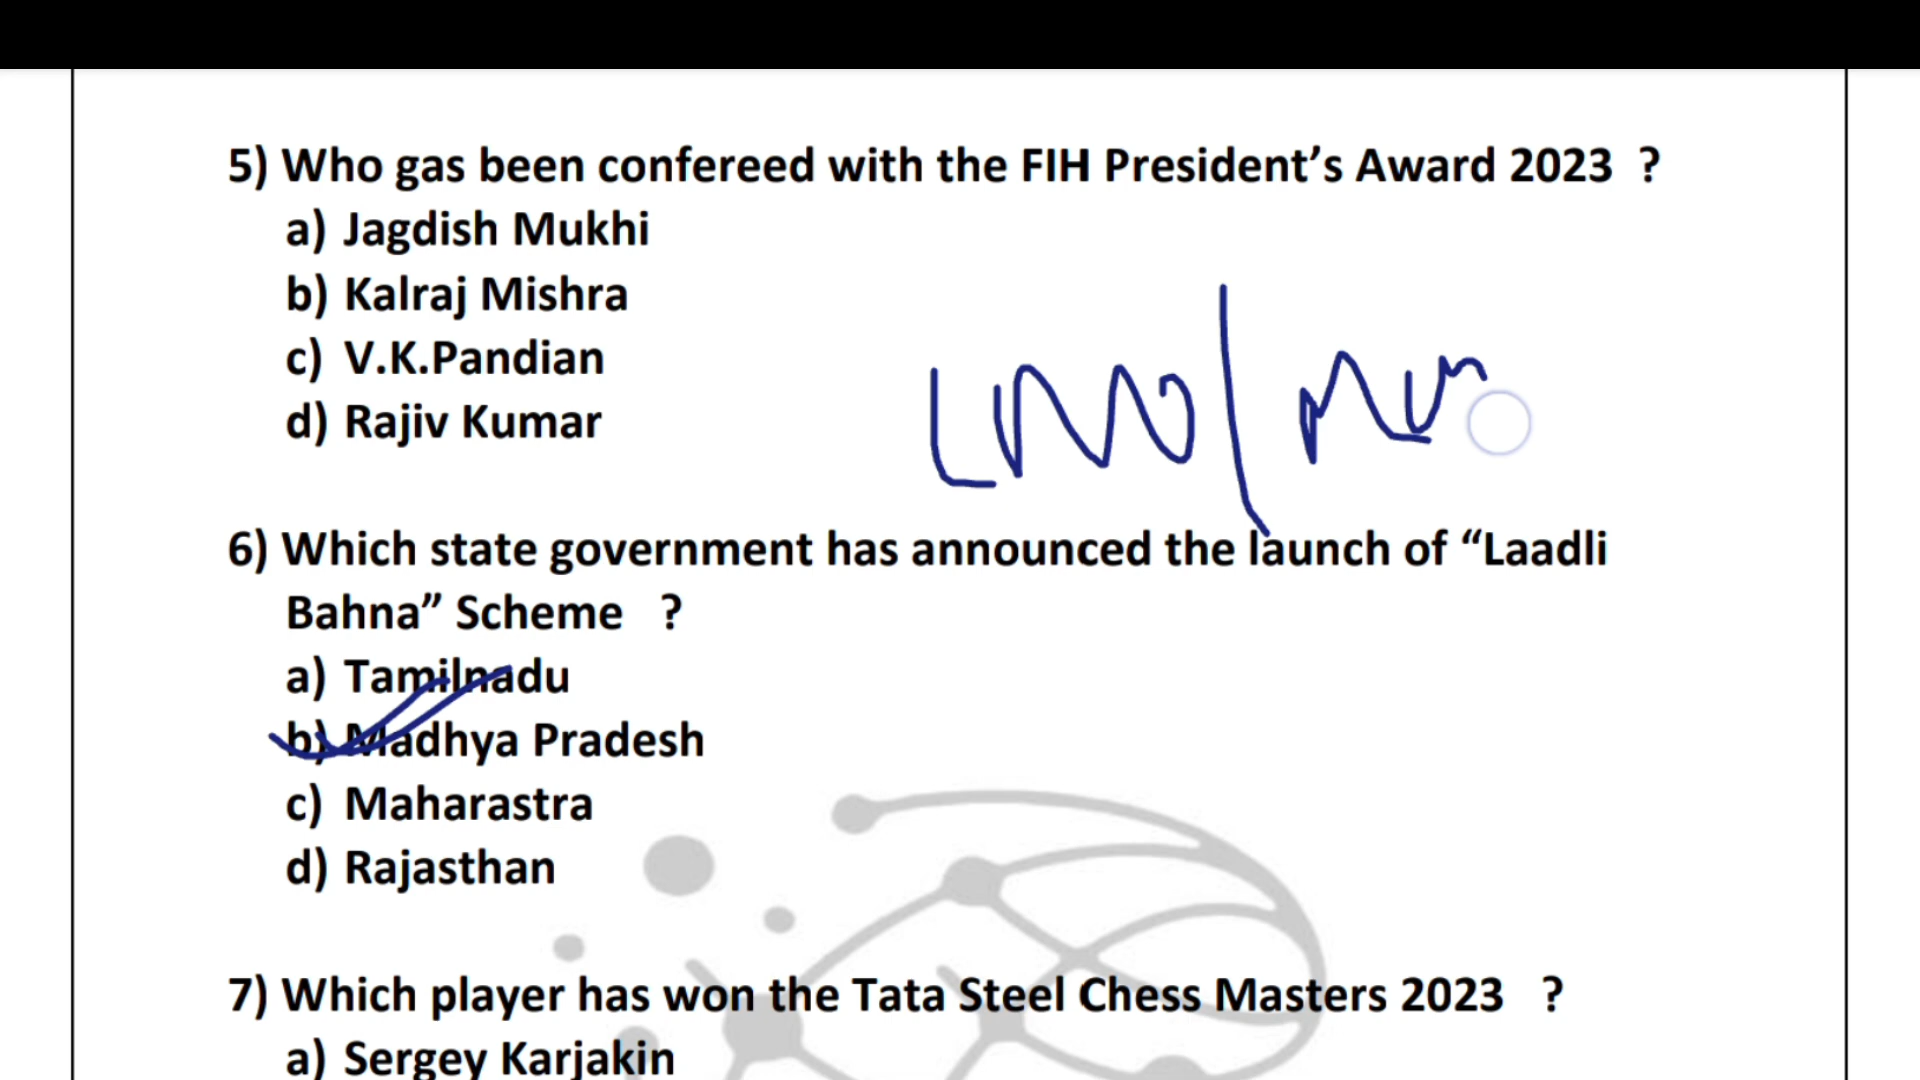 5) Who gas been confereed with the FIH President’s Award 2023 ?
a) Jagdish Mukhi
b) Kalraj Mishra
c) V.K.Pandian
d) Rajiv Kumar
6) Which state government has announced the launch of “Laadli
Bahna” Scheme ?
a) Tamilnadu
b) Madhya Pradesh
c) Maharastra
d) Rajasthan
7) Which player has won the Tata Steel Chess Masters 2023 ?
a) Sergey Karjakin